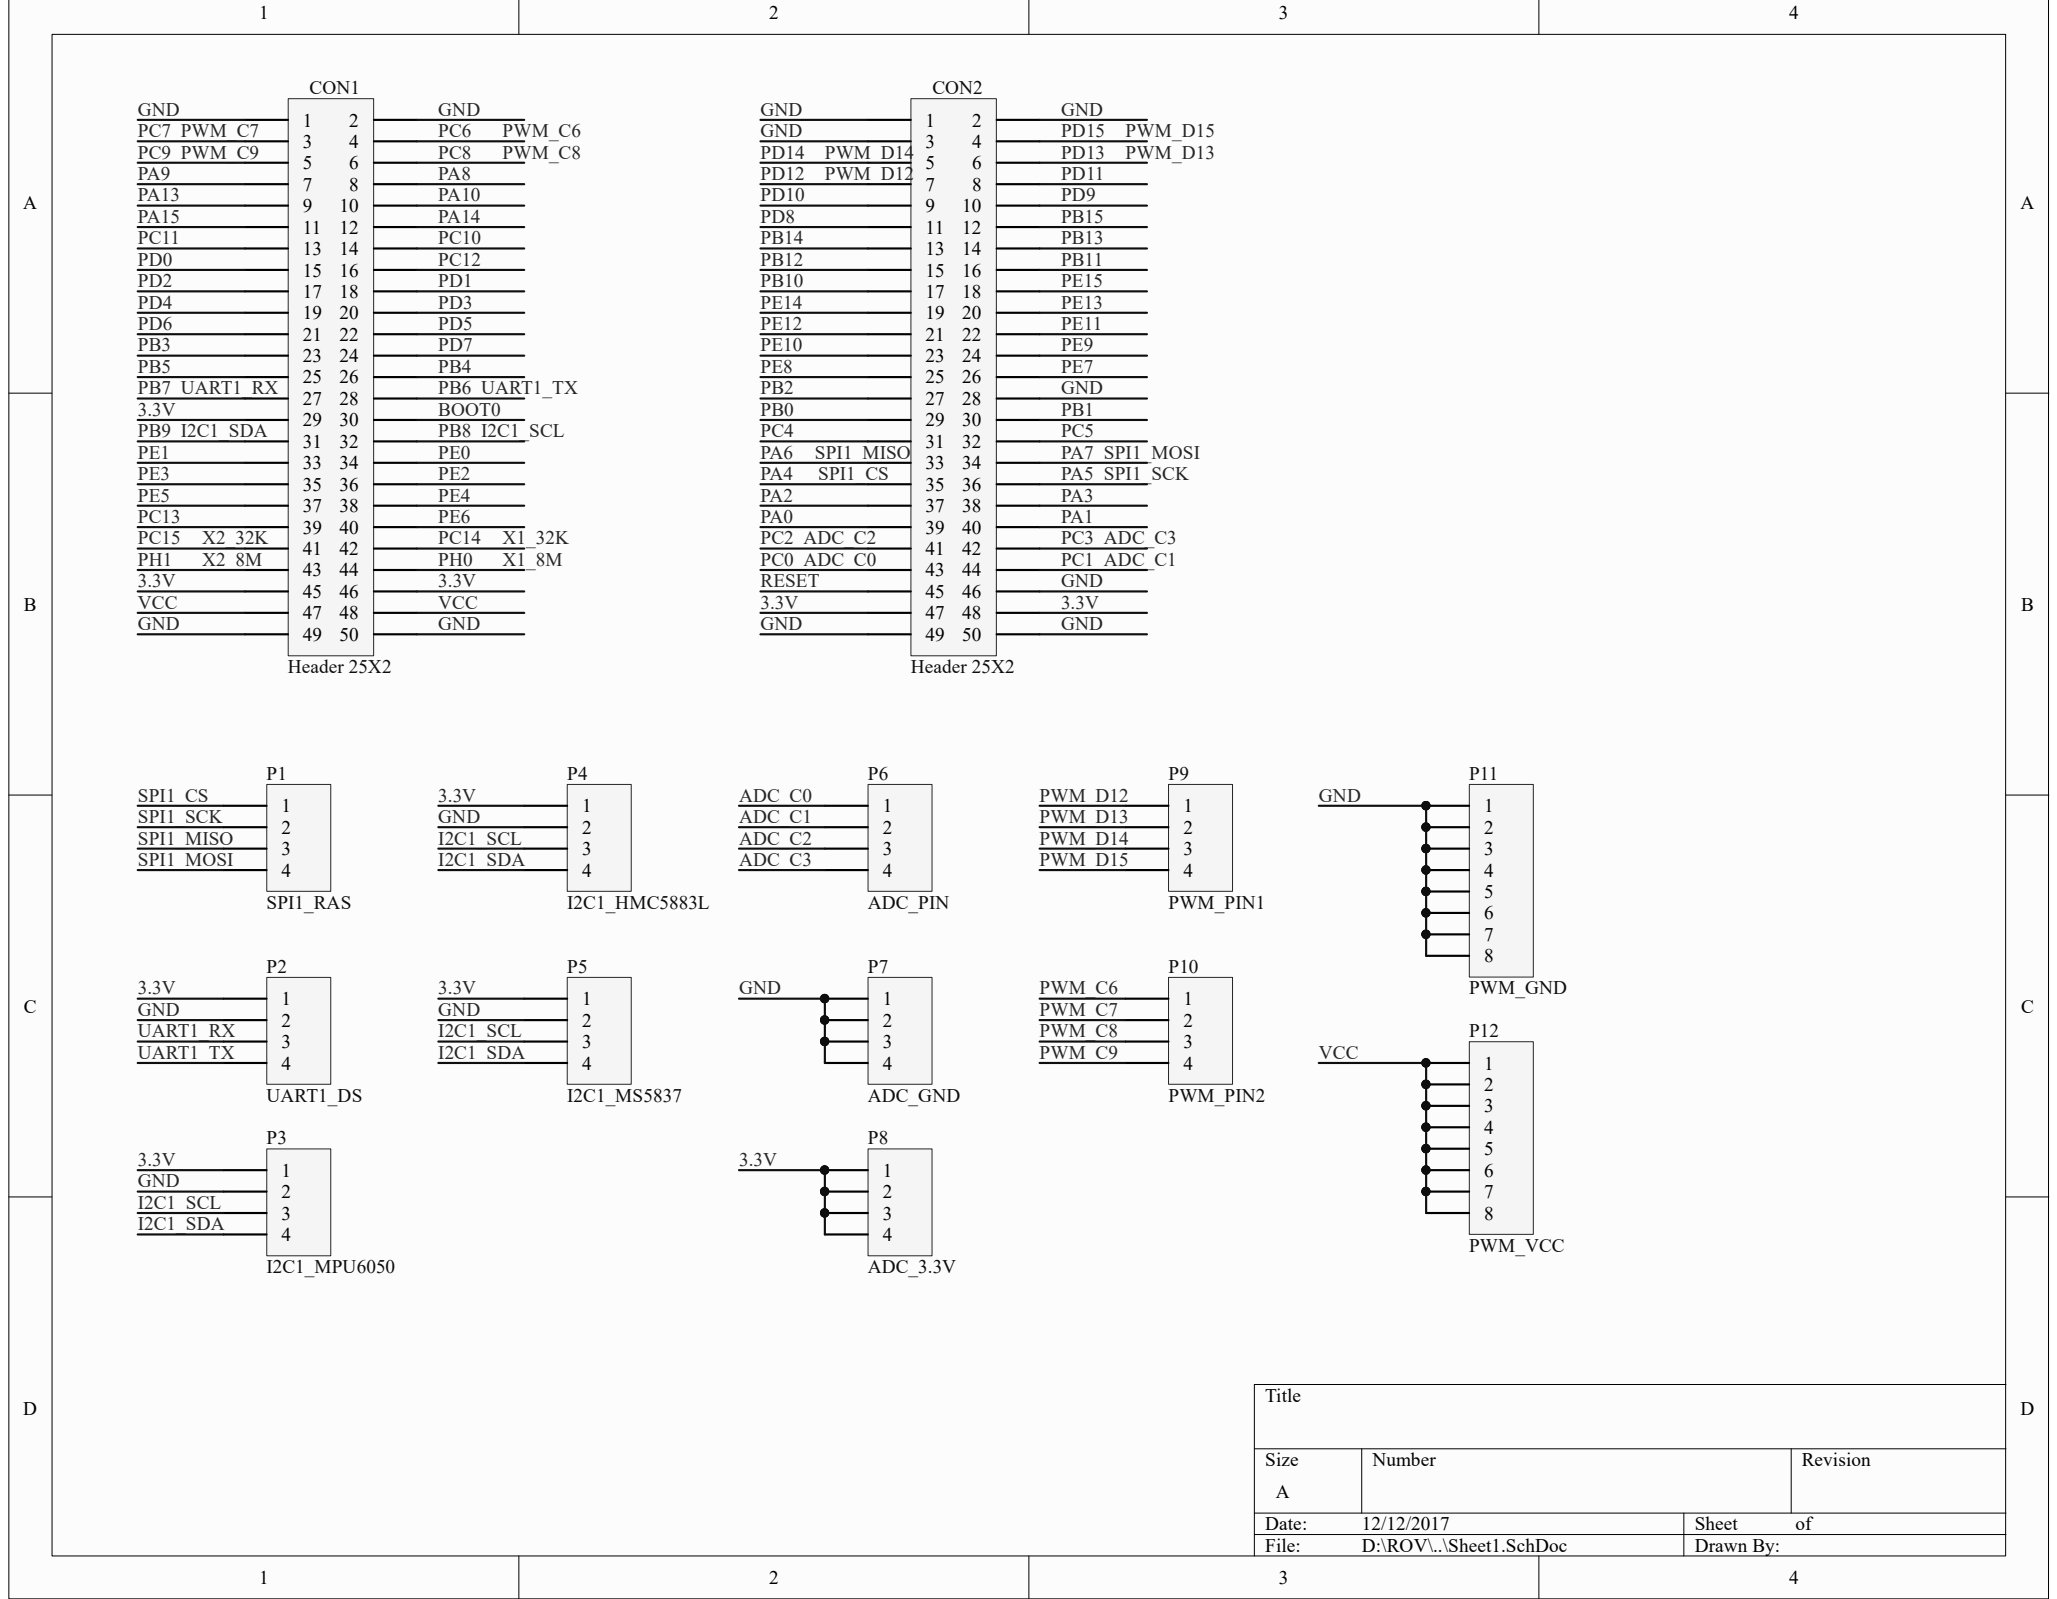 1 2 3 4
A A
B B
C C
D D
CON1
GND 1 2 GND
PC7 PWM_C7 3 4 PC6 PWM_C6
PC9 PWM_C9 5 6 PC8 PWM_C8
PA9 7 8 PA8
PA13 9 10 PA10
PA15 11 12 PA14
PC11 13 14 PC10
PD0 15 16 PC12
PD2 17 18 PD1
PD4 19 20 PD3
PD6 21 22 PD5
PB3 23 24 PD7
PB5 25 26 PB4
PB7 UART1_RX 27 28 PB6 UART1_TX
3.3V 29 30 BOOT0
PB9 I2C1_SDA 31 32 PB8 I2C1_SCL
PE1 33 34 PE0
PE3 35 36 PE2
PE5 37 38 PE4
PC13 39 40 PE6
PC15 X2_32K 41 42 PC14 X1_32K
PH1 X2_8M 43 44 PH0 X1_8M
3.3V 45 46 3.3V
VCC 47 48 VCC
GND 49 50 GND
Header 25X2
CON2
GND 1 2 GND
GND 3 4 PD15 PWM_D15
PD14 PWM_D14 5 6 PD13 PWM_D13
PD12 PWM_D12 7 8 PD11
PD10 9 10 PD9
PD8 11 12 PB15
PB14 13 14 PB13
PB12 15 16 PB11
PB10 17 18 PE15
PE14 19 20 PE13
PE12 21 22 PE11
PE10 23 24 PE9
PE8 25 26 PE7
PB2 27 28 GND
PB0 29 30 PB1
PC4 31 32 PC5
PA6 SPI1_MISO 33 34 PA7 SPI1_MOSI
PA4 SPI1_CS 35 36 PA5 SPI1_SCK
PA2 37 38 PA3
PA0 39 40 PA1
PC2 ADC_C2 41 42 PC3 ADC_C3
PC0 ADC_C0 43 44 PC1 ADC_C1
RESET 45 46 GND
3.3V 47 48 3.3V
GND 49 50 GND
Header 25X2
P1
SPI1_CS 1
SPI1_SCK 2
SPI1_MISO 3
SPI1_MOSI 4
SPI1_RAS
P4
3.3V 1
GND 2
I2C1_SCL 3
I2C1_SDA 4
I2C1_HMC5883L
P6
ADC_C0 1
ADC_C1 2
ADC_C2 3
ADC_C3 4
ADC_PIN
P9
PWM_D12 1
PWM_D13 2
PWM_D14 3
PWM_D15 4
PWM_PIN1
P11
GND 1
2
3
4
5
6
7
8
PWM_GND
P2
3.3V 1
GND 2
UART1_RX 3
UART1_TX 4
UART1_DS
P5
3.3V 1
GND 2
I2C1_SCL 3
I2C1_SDA 4
I2C1_MS5837
P7
GND 1
2
3
4
ADC_GND
P10
PWM_C6 1
PWM_C7 2
PWM_C8 3
PWM_C9 4
PWM_PIN2
P12
VCC 1
2
3
4
5
6
7
8
PWM_VCC
P3
3.3V 1
GND 2
I2C1_SCL 3
I2C1_SDA 4
I2C1_MPU6050
P8
3.3V 1
2
3
4
ADC_3.3V
Title
Size Number Revision
A
Date: 12/12/2017 Sheet of
File: D:\ROV\..\Sheet1.SchDoc Drawn By:
1 2 3 4